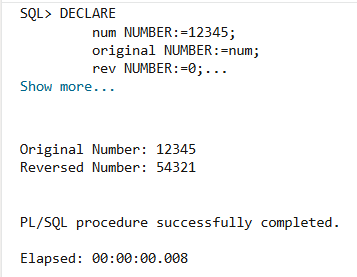 SQL> DECLARE
num NUMBER:=12345;
original NUMBER:=num;
rev NUMBER:=0;...
Show more...
Original Number: 12345
Reversed Number: 54321
PL/SQL procedure successfully completed.
Elapsed: 00:00:00.008